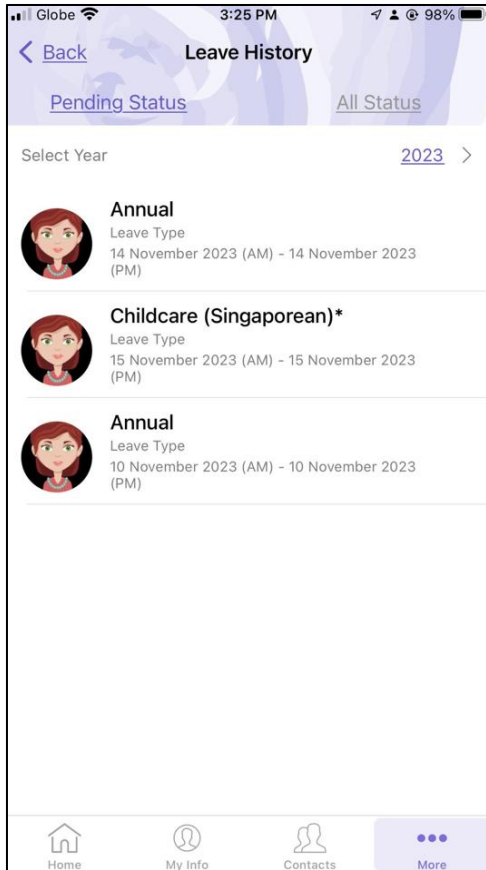 Globe 3:25 PM 98%
Back Leave History
Pending Status All Status
Select Year 2023
Annual
Leave Type
14 November 2023 (AM) - 14 November 2023
(PM)
Childcare (Singaporean)*
Leave Type
15 November 2023 (AM) - 15 November 2023
(PM)
Annual
Leave Type
10 November 2023 (AM) - 10 November 2023
(PM)
Home My Info Contacts More